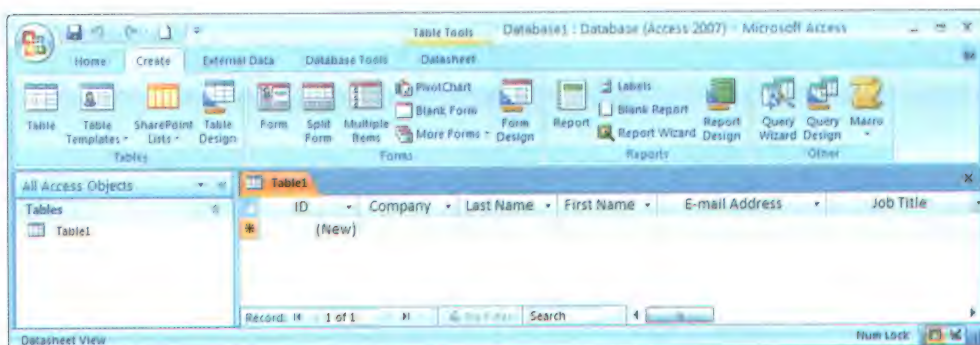 Table Tools Database1 : Database (Access 2007) - Microsoft Access
Home Create External Data Database Tools Datasheet
Table
Table Templates
SharePoint Lists
Table Design
Tables
Form
Split Form
Multiple Items
PivotChart
Blank Form
More Forms
Form Design
Forms
Report
Labels
Blank Report
Report Wizard
Report Design
Reports
Query Wizard
Query Design
Macro
Other
All Access Objects
Tables
Table1
Table1
ID Company Last Name First Name E-mail Address Job Title
(New)
Record: 1 of 1 Search
Datasheet View Num Lock